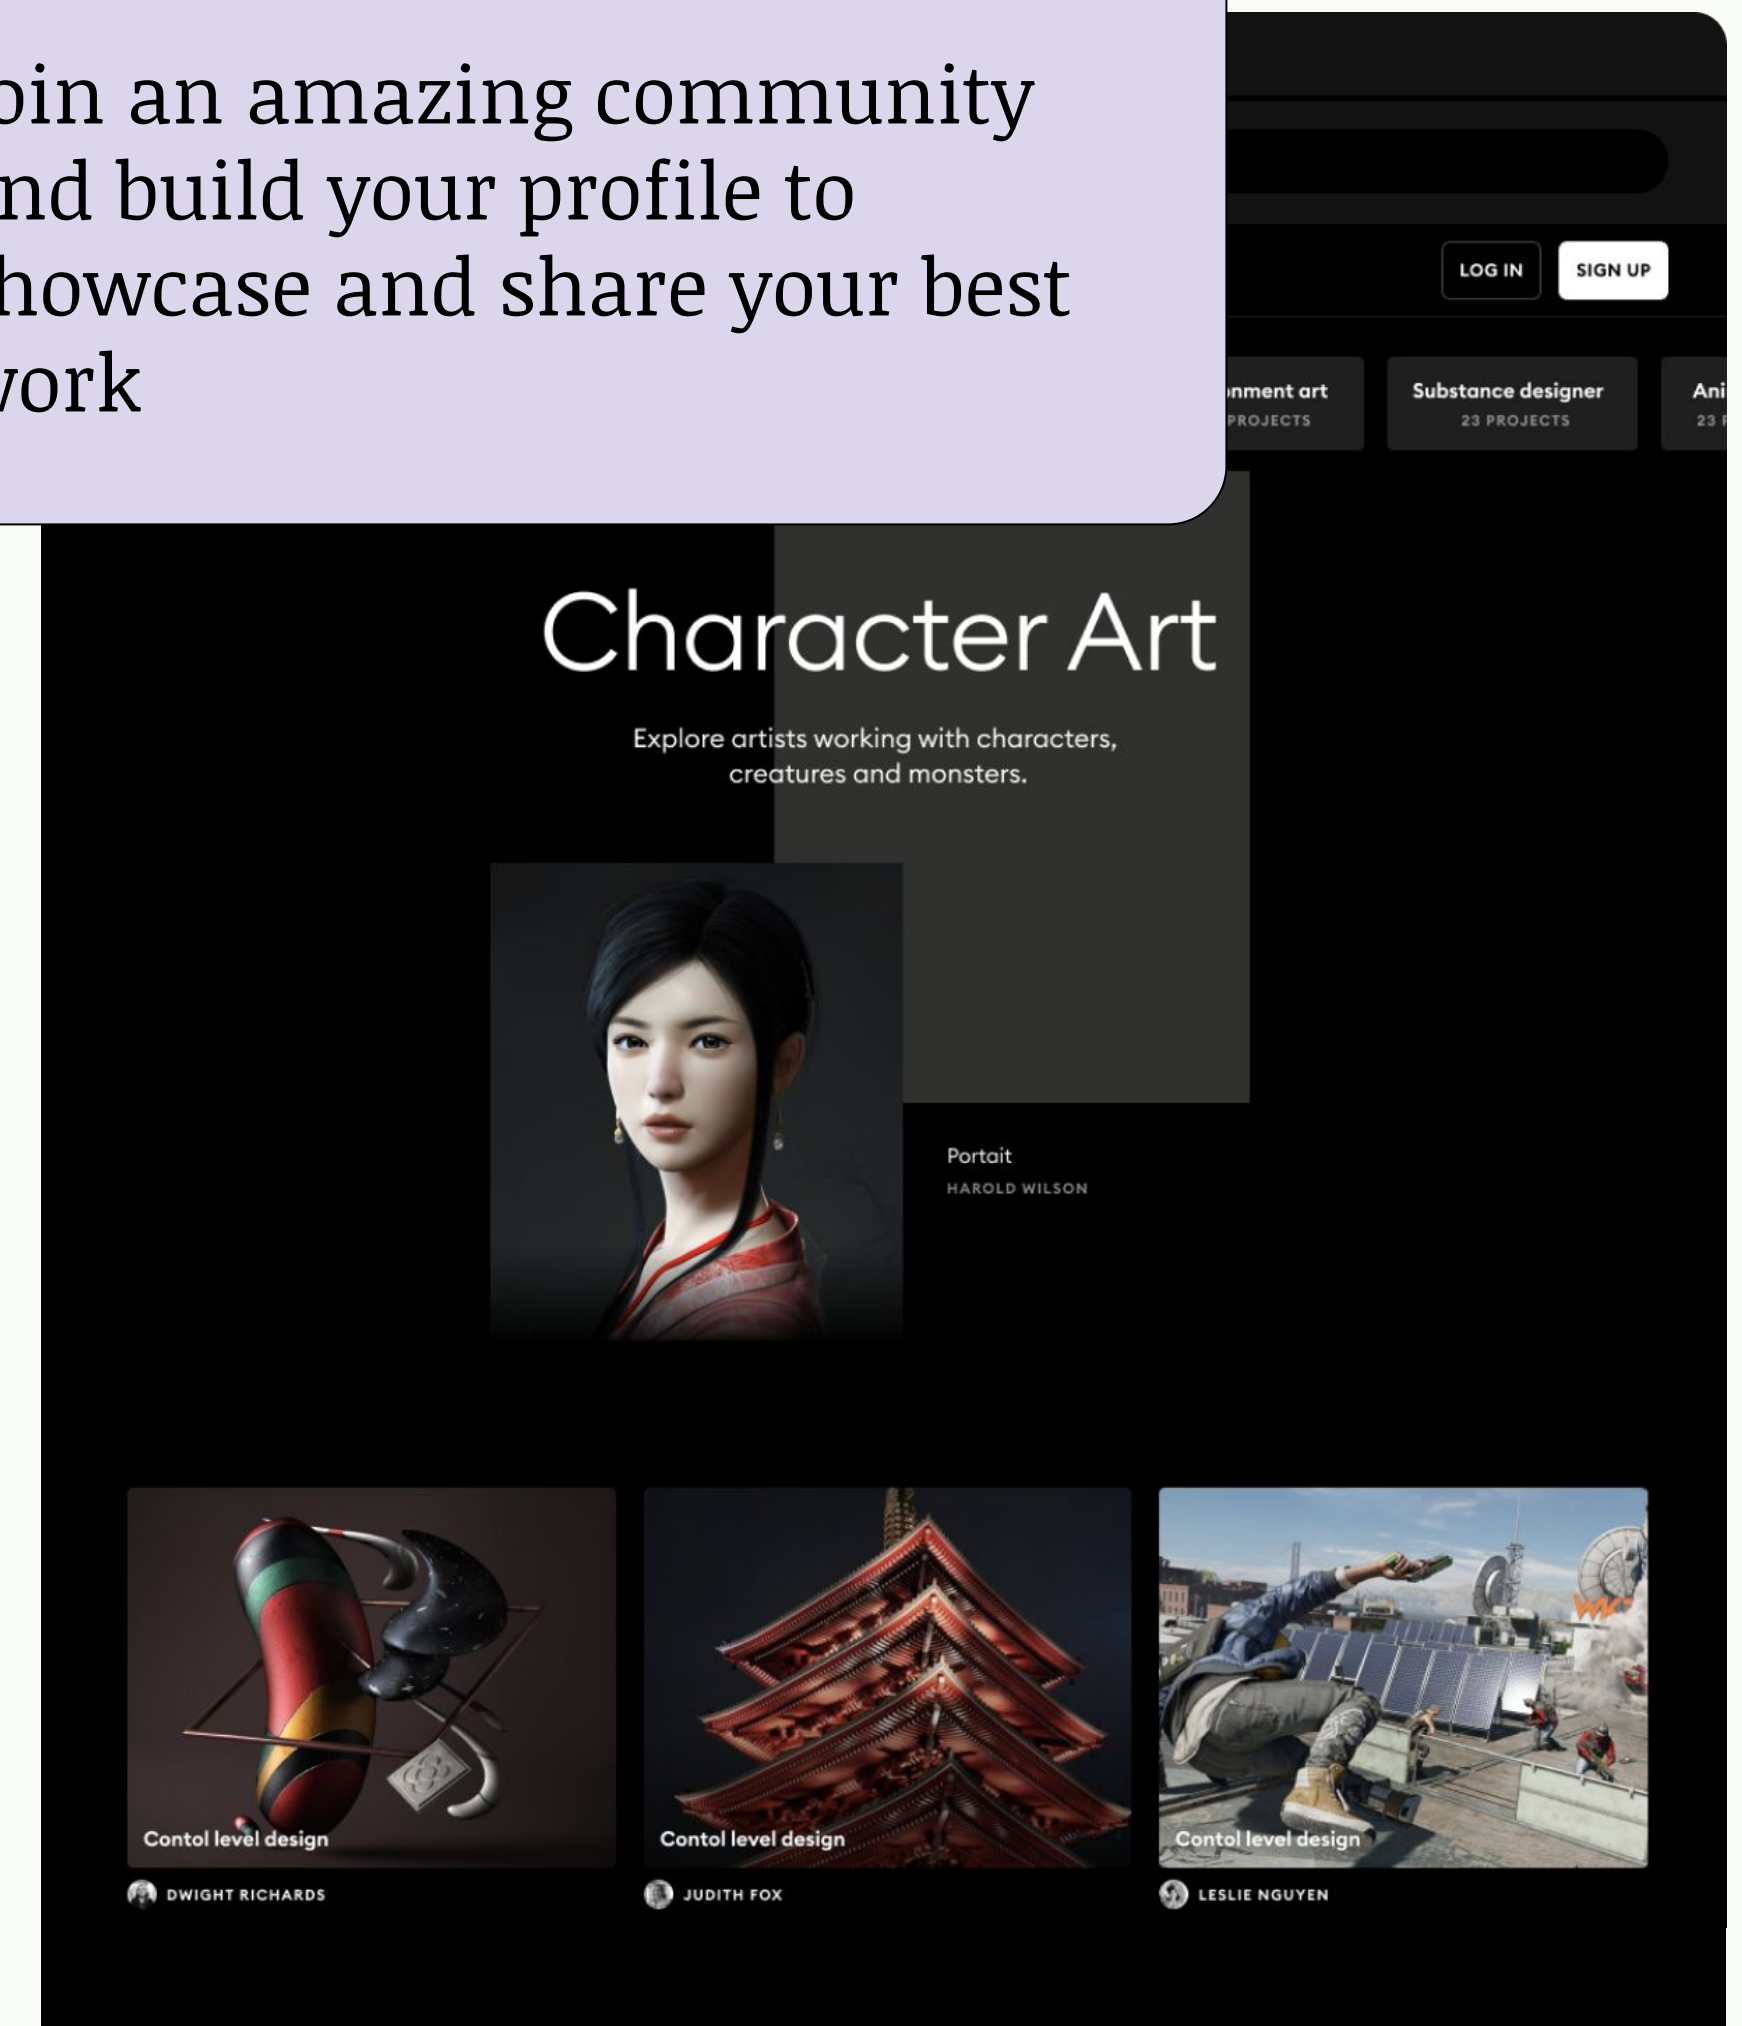 oin an amazing community
nd build your profile to
howcase and share your best
work
LOG IN
SIGN UP
nment art
PROJECTS
Substance designer
23 PROJECTS
Ani
23
Character Art
Explore artists working with characters,
creatures and monsters.
Portait
HAROLD WILSON
Contol level design
DWIGHT RICHARDS
Contol level design
JUDITH FOX
Contol level design
LESLIE NGUYEN